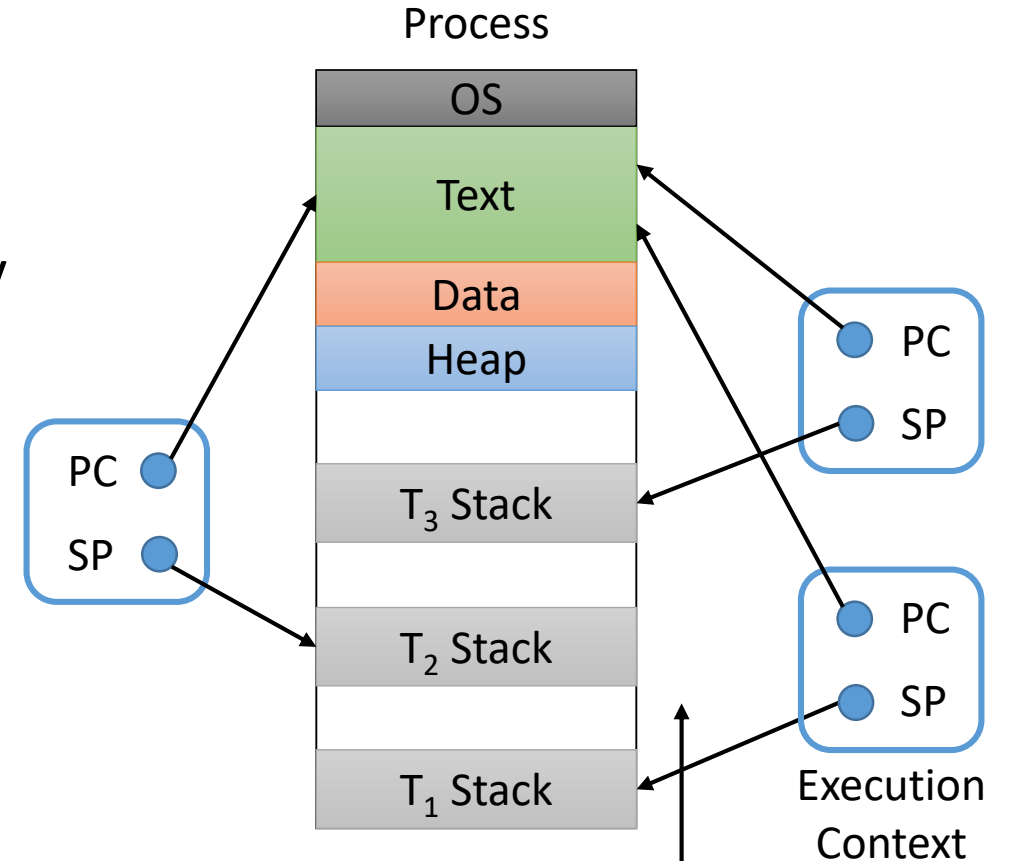 Process
OS
Text
Data
Heap
PC
SP
T₃ Stack
PC
SP
T₂ Stack
PC
SP
T₁ Stack
Execution
Context